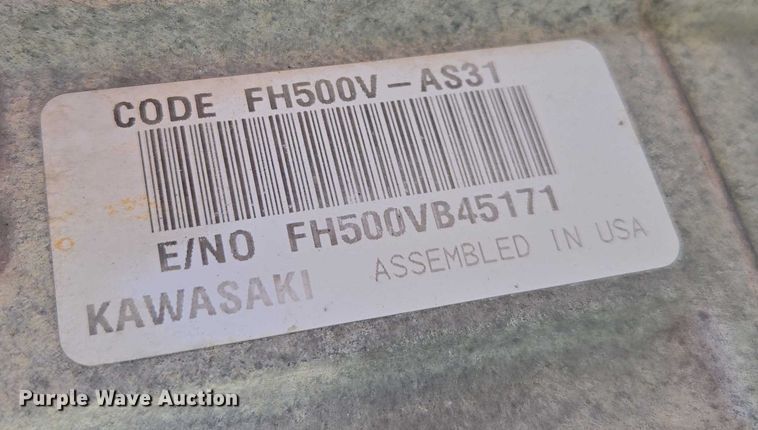 CODE FH500V-AS31
E/NO FH500VB45171
KAWASAKI ASSEMBLED IN USA
Purple Wave Auction